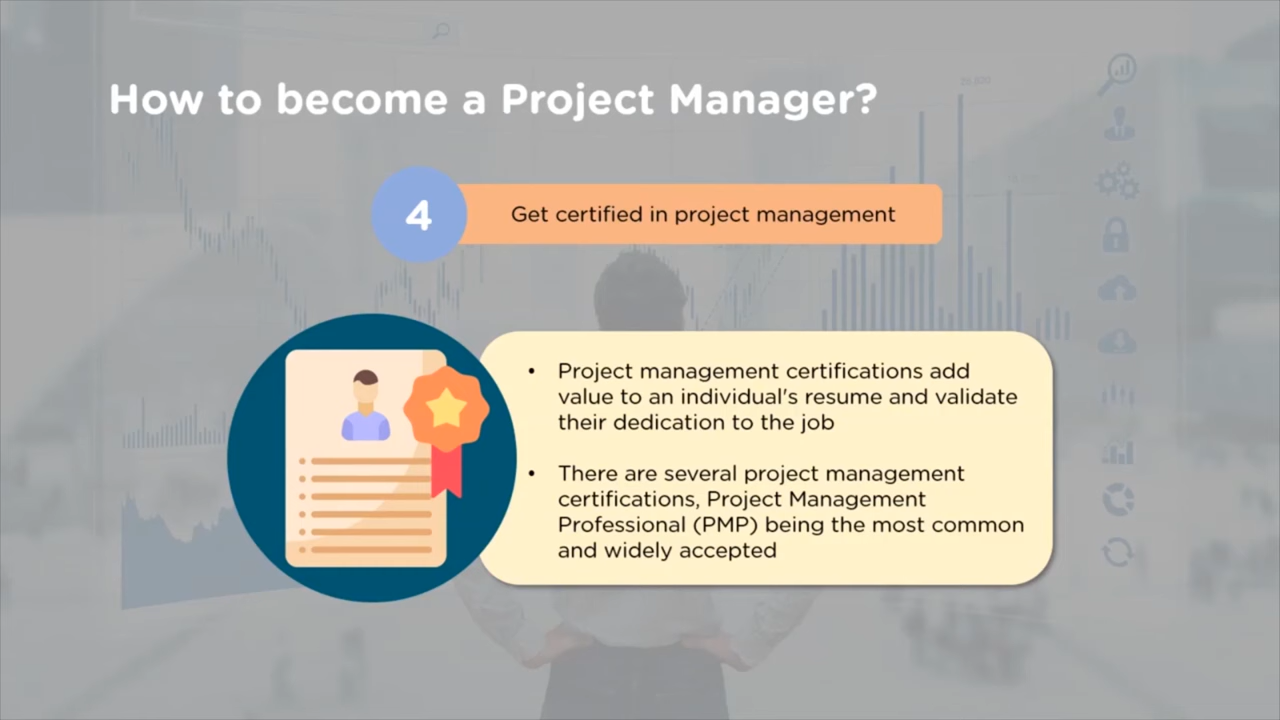 How to become a Project Manager?
4
Get certified in project management
• Project management certifications add
value to an individual's resume and validate
their dedication to the job
• There are several project management
certifications, Project Management
Professional (PMP) being the most common
and widely accepted